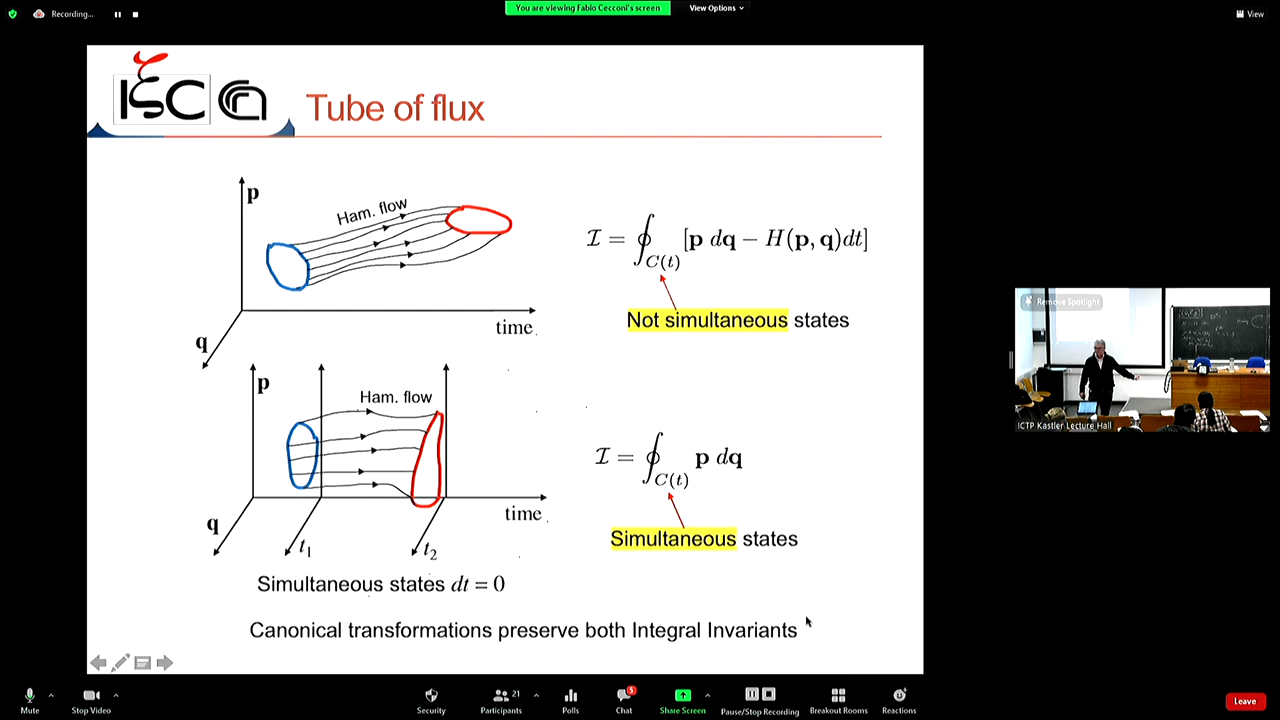 Recording...
You are viewing Fabio Cecconi's screen
View Options
View
ISC
Tube of flux
p
Ham. flow
q
time
I = ∮_{C(t)} [p dq − H(p, q)dt]
Not simultaneous states
p
Ham. flow
q
time
t₁
t₂
I = ∮_{C(t)} p dq
Simultaneous states
Simultaneous states dt = 0
Canonical transformations preserve both Integral Invariants
Remove Spotlight
ICTP Kastler Lecture Hall
Mute
Stop Video
Security
21
Participants
Polls
5
Chat
Share Screen
Pause/Stop Recording
Breakout Rooms
Reactions
Leave